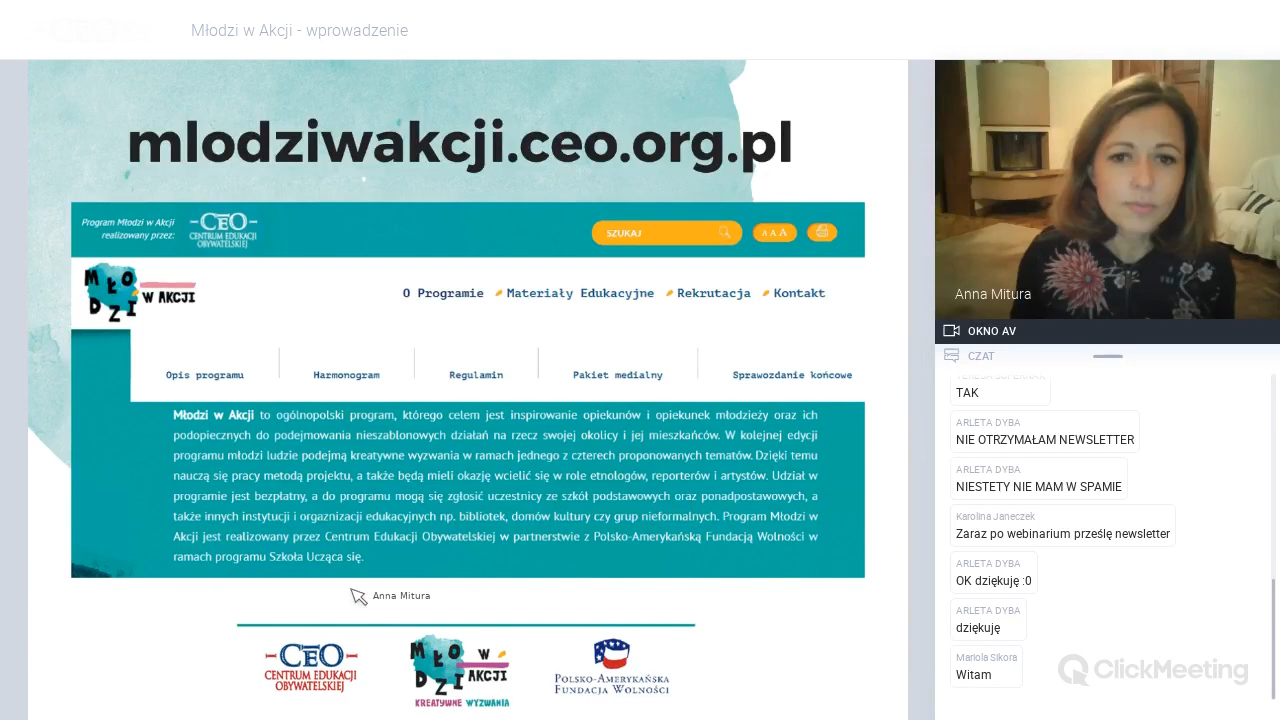 Młodzi w Akcji - wprowadzenie
mlodziwakcji.ceo.org.pl
Program Młodzi w Akcji
realizowany przez:
CEO
CENTRUM EDUKACJI
OBYWATELSKIEJ
SZUKAJ
A A A
MŁO
DZI
W AKCJI
O Programie
Materiały Edukacyjne
Rekrutacja
Kontakt
Opis programu
Harmonogram
Regulamin
Pakiet medialny
Sprawozdanie końcowe
Młodzi w Akcji to ogólnopolski program, którego celem jest inspirowanie opiekunów i opiekunek młodzieży oraz ich
podopiecznych do podejmowania nieszablonowych działań na rzecz swojej okolicy i jej mieszkańców. W kolejnej edycji
programu młodzi ludzie podejmą kreatywne wyzwania w ramach jednego z czterech proponowanych tematów. Dzięki temu
nauczą się pracy metodą projektu, a także będą mieli okazję wcielić się w role etnologów, reporterów i artystów. Udział w
programie jest bezpłatny, a do programu mogą się zgłosić uczestnicy ze szkół podstawowych oraz ponadpostawowych, a
także innych instytucji i orgaznizacji edukacyjnych np. bibliotek, domów kultury czy grup nieformalnych. Program Młodzi w
Akcji jest realizowany przez Centrum Edukacji Obywatelskiej w partnerstwie z Polsko-Amerykańską Fundacją Wolności w
ramach programu Szkoła Ucząca się.
Anna Mitura
CEO
CENTRUM EDUKACJI
OBYWATELSKIEJ
MŁO
DZI
W
AKCJI
KREATYWNE WYZWANIA
POLSKO-AMERYKAŃSKA
FUNDACJA WOLNOŚCI
Anna Mitura
OKNO AV
CZAT
TAK
ARLETA DYBA
NIE OTRZYMAŁAM NEWSLETTER
ARLETA DYBA
NIESTETY NIE MAM W SPAMIE
Karolina Janeczek
Zaraz po webinarium prześlę newsletter
ARLETA DYBA
OK dziękuję :0
ARLETA DYBA
dziękuję
Mariola Sikora
Witam
ClickMeeting